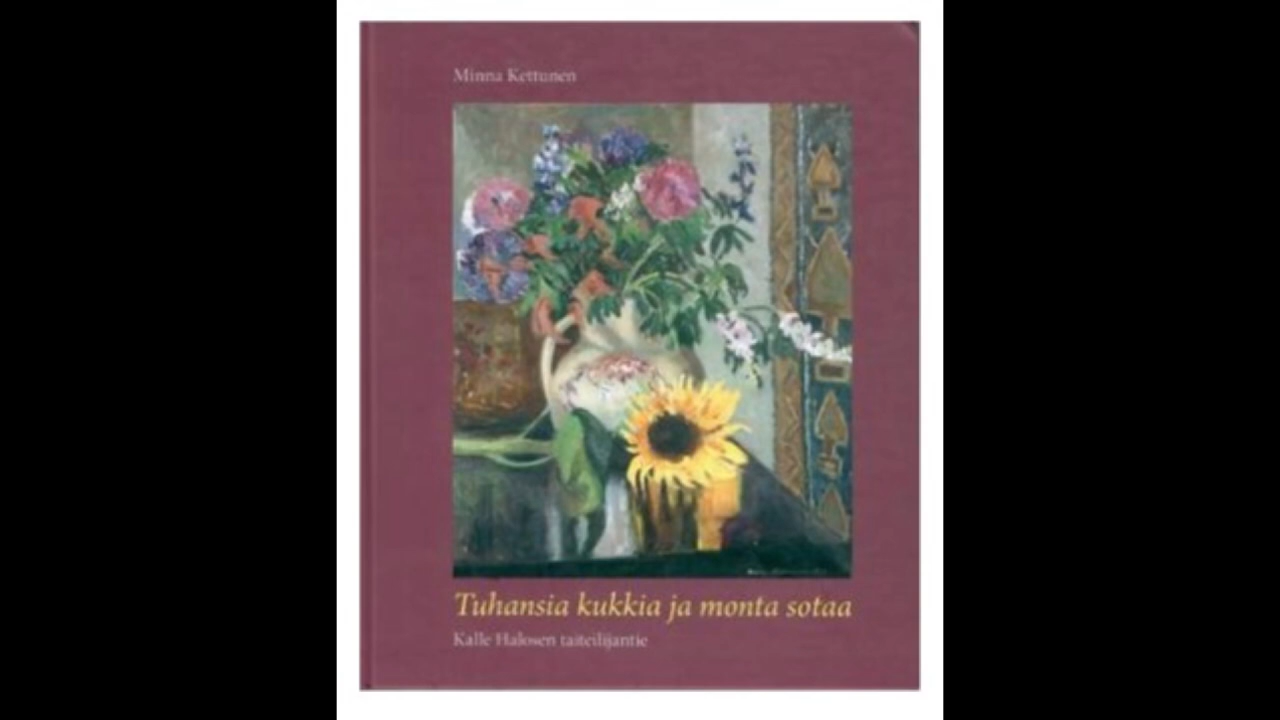 Minna Kettunen
Tuhansia kukkia ja monta sotaa
Kalle Halosen taiteilijantie